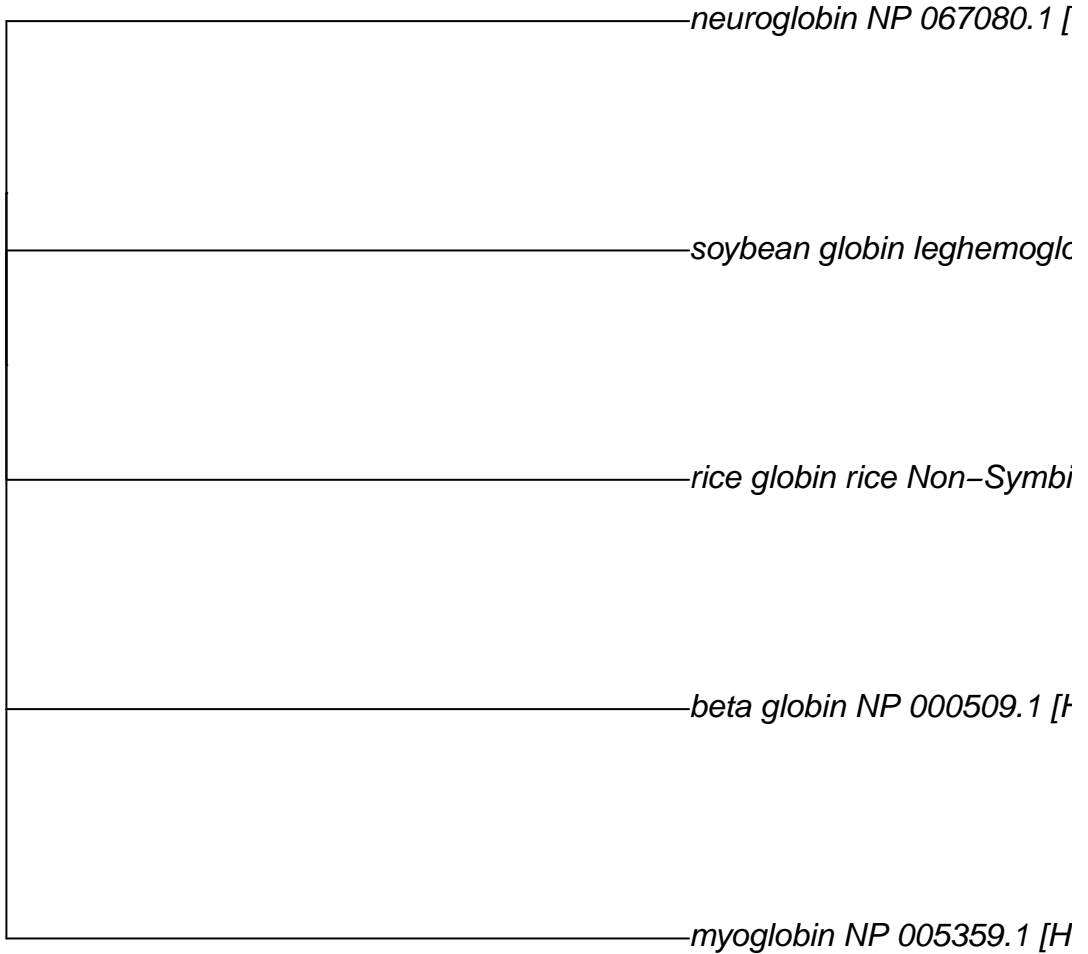 neuroglobin NP 067080.1 [
soybean globin leghemoglo
rice globin rice Non−Symbi
beta globin NP 000509.1 [H
myoglobin NP 005359.1 [H